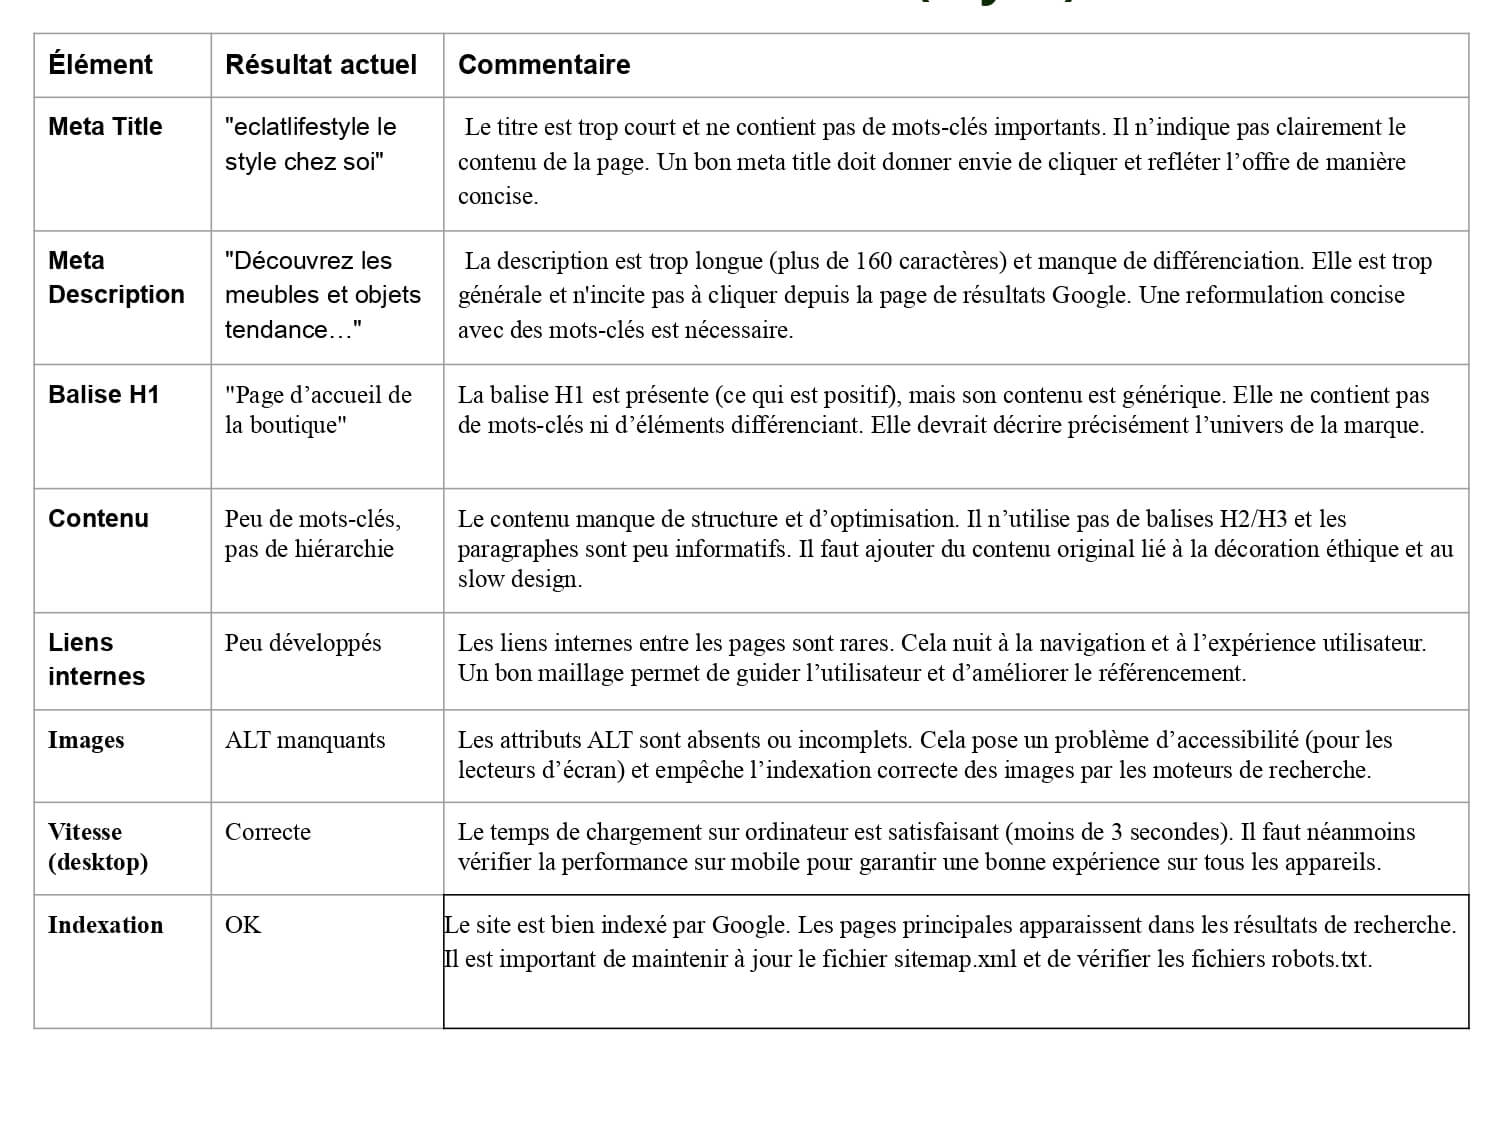 Élément
Résultat actuel
Commentaire
Meta Title
"eclatlifestyle le
style chez soi"
Le titre est trop court et ne contient pas de mots-clés importants. Il n’indique pas clairement le
contenu de la page. Un bon meta title doit donner envie de cliquer et refléter l’offre de manière
concise.
Meta
Description
"Découvrez les
meubles et objets
tendance…"
La description est trop longue (plus de 160 caractères) et manque de différenciation. Elle est trop
générale et n'incite pas à cliquer depuis la page de résultats Google. Une reformulation concise
avec des mots-clés est nécessaire.
Balise H1
"Page d’accueil de
la boutique"
La balise H1 est présente (ce qui est positif), mais son contenu est générique. Elle ne contient pas
de mots-clés ni d’éléments différenciant. Elle devrait décrire précisément l’univers de la marque.
Contenu
Peu de mots-clés,
pas de hiérarchie
Le contenu manque de structure et d’optimisation. Il n’utilise pas de balises H2/H3 et les
paragraphes sont peu informatifs. Il faut ajouter du contenu original lié à la décoration éthique et au
slow design.
Liens
internes
Peu développés
Les liens internes entre les pages sont rares. Cela nuit à la navigation et à l’expérience utilisateur.
Un bon maillage permet de guider l’utilisateur et d’améliorer le référencement.
Images
ALT manquants
Les attributs ALT sont absents ou incomplets. Cela pose un problème d’accessibilité (pour les
lecteurs d’écran) et empêche l’indexation correcte des images par les moteurs de recherche.
Vitesse
(desktop)
Correcte
Le temps de chargement sur ordinateur est satisfaisant (moins de 3 secondes). Il faut néanmoins
vérifier la performance sur mobile pour garantir une bonne expérience sur tous les appareils.
Indexation
OK
Le site est bien indexé par Google. Les pages principales apparaissent dans les résultats de recherche.
Il est important de maintenir à jour le fichier sitemap.xml et de vérifier les fichiers robots.txt.